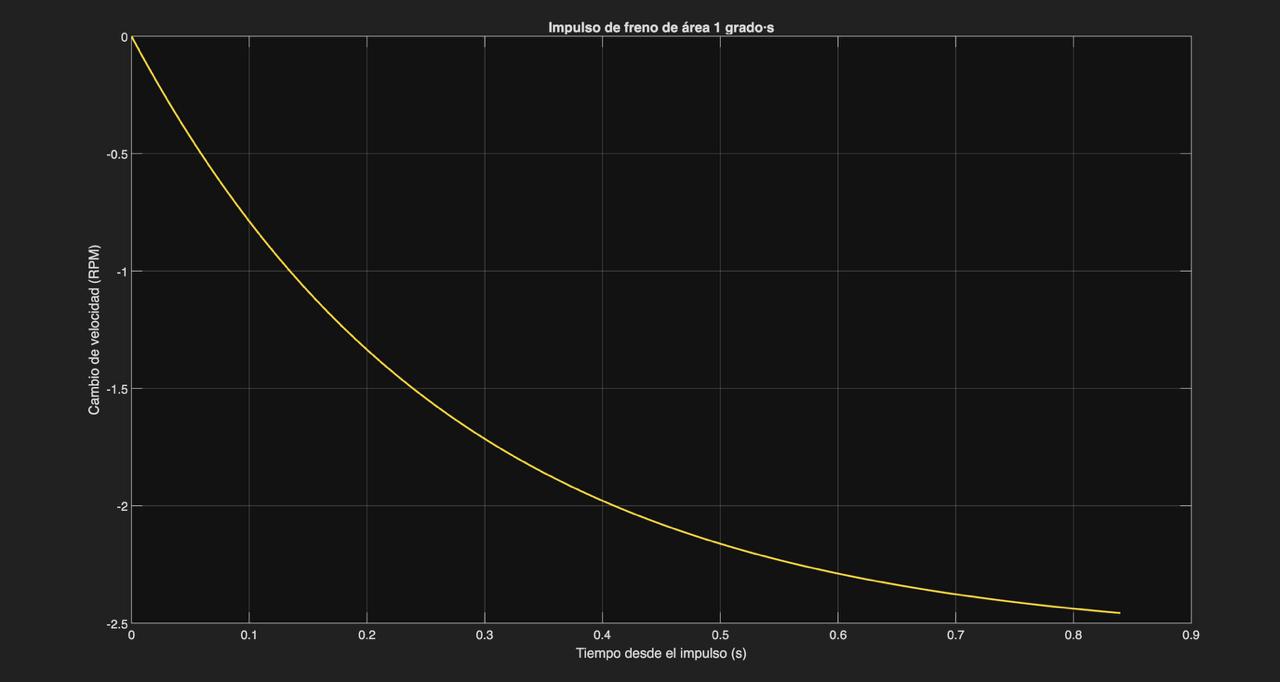 Impulso de freno de área 1 grado·s
0
-0.5
-1
-1.5
-2
-2.5
Cambio de velocidad (RPM)
0 0.1 0.2 0.3 0.4 0.5 0.6 0.7 0.8 0.9
Tiempo desde el impulso (s)